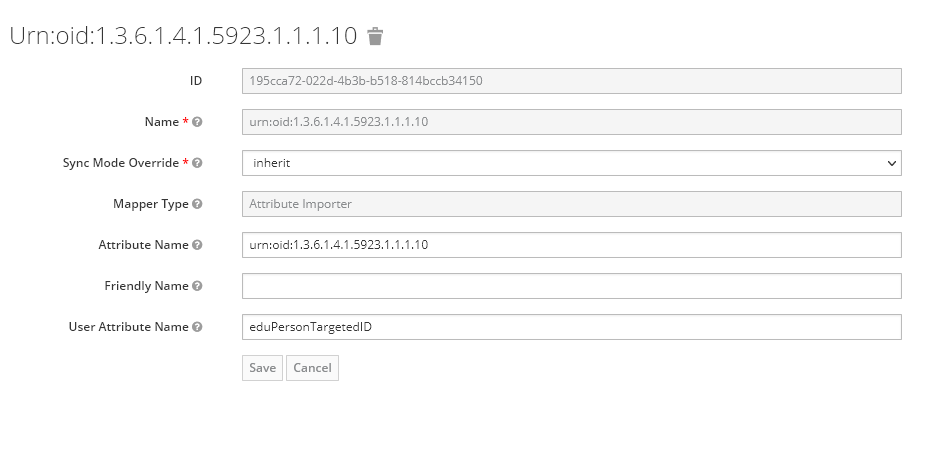 Urn:oid:1.3.6.1.4.1.5923.1.1.1.10
ID 195cca72-022d-4b3b-b518-814bccb34150
Name * urn:oid:1.3.6.1.4.1.5923.1.1.1.10
Sync Mode Override * inherit
Mapper Type Attribute Importer
Attribute Name urn:oid:1.3.6.1.4.1.5923.1.1.1.10
Friendly Name
User Attribute Name eduPersonTargetedID
Save Cancel